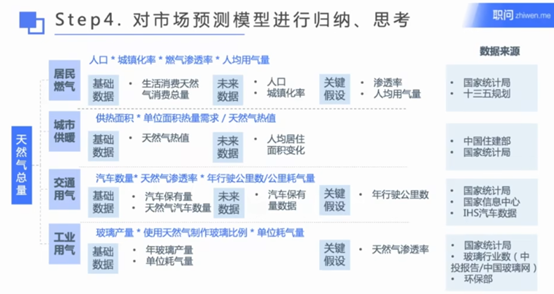 Step4. 对市场预测模型进行归纳、思考
职问 zhiwen.me
数据来源
天然气总量
居民燃气
人口 * 城镇化率 * 燃气渗透率 * 人均用气量
基础数据
• 生活消费天然气消费总量
未来数据
• 人口
• 城镇化率
关键假设
• 渗透率
• 人均用气量
• 国家统计局
• 十三五规划
城市供暖
供热面积 * 单位面积热量需求 / 天然气热值
基础数据
• 天然气热值
未来数据
• 人均居住面积变化
• 中国住建部
• 国家统计局
交通用气
汽车数量* 天然气渗透率 * 年行驶公里数/公里耗气量
基础数据
• 汽车保有量
• 天然气汽车数量
未来数据
• 汽车保有量数据
关键假设
• 年行驶公里数
• 国家统计局
• 国家信息中心
• IHS汽车数据
工业用气
玻璃产量 * 使用天然气制作玻璃比例 * 单位耗气量
基础数据
• 年玻璃产量
• 单位耗气量
关键假设
• 天然气渗透率
• 国家统计局
• 玻璃行业数（中投报告/中国玻璃网）
• 环保部